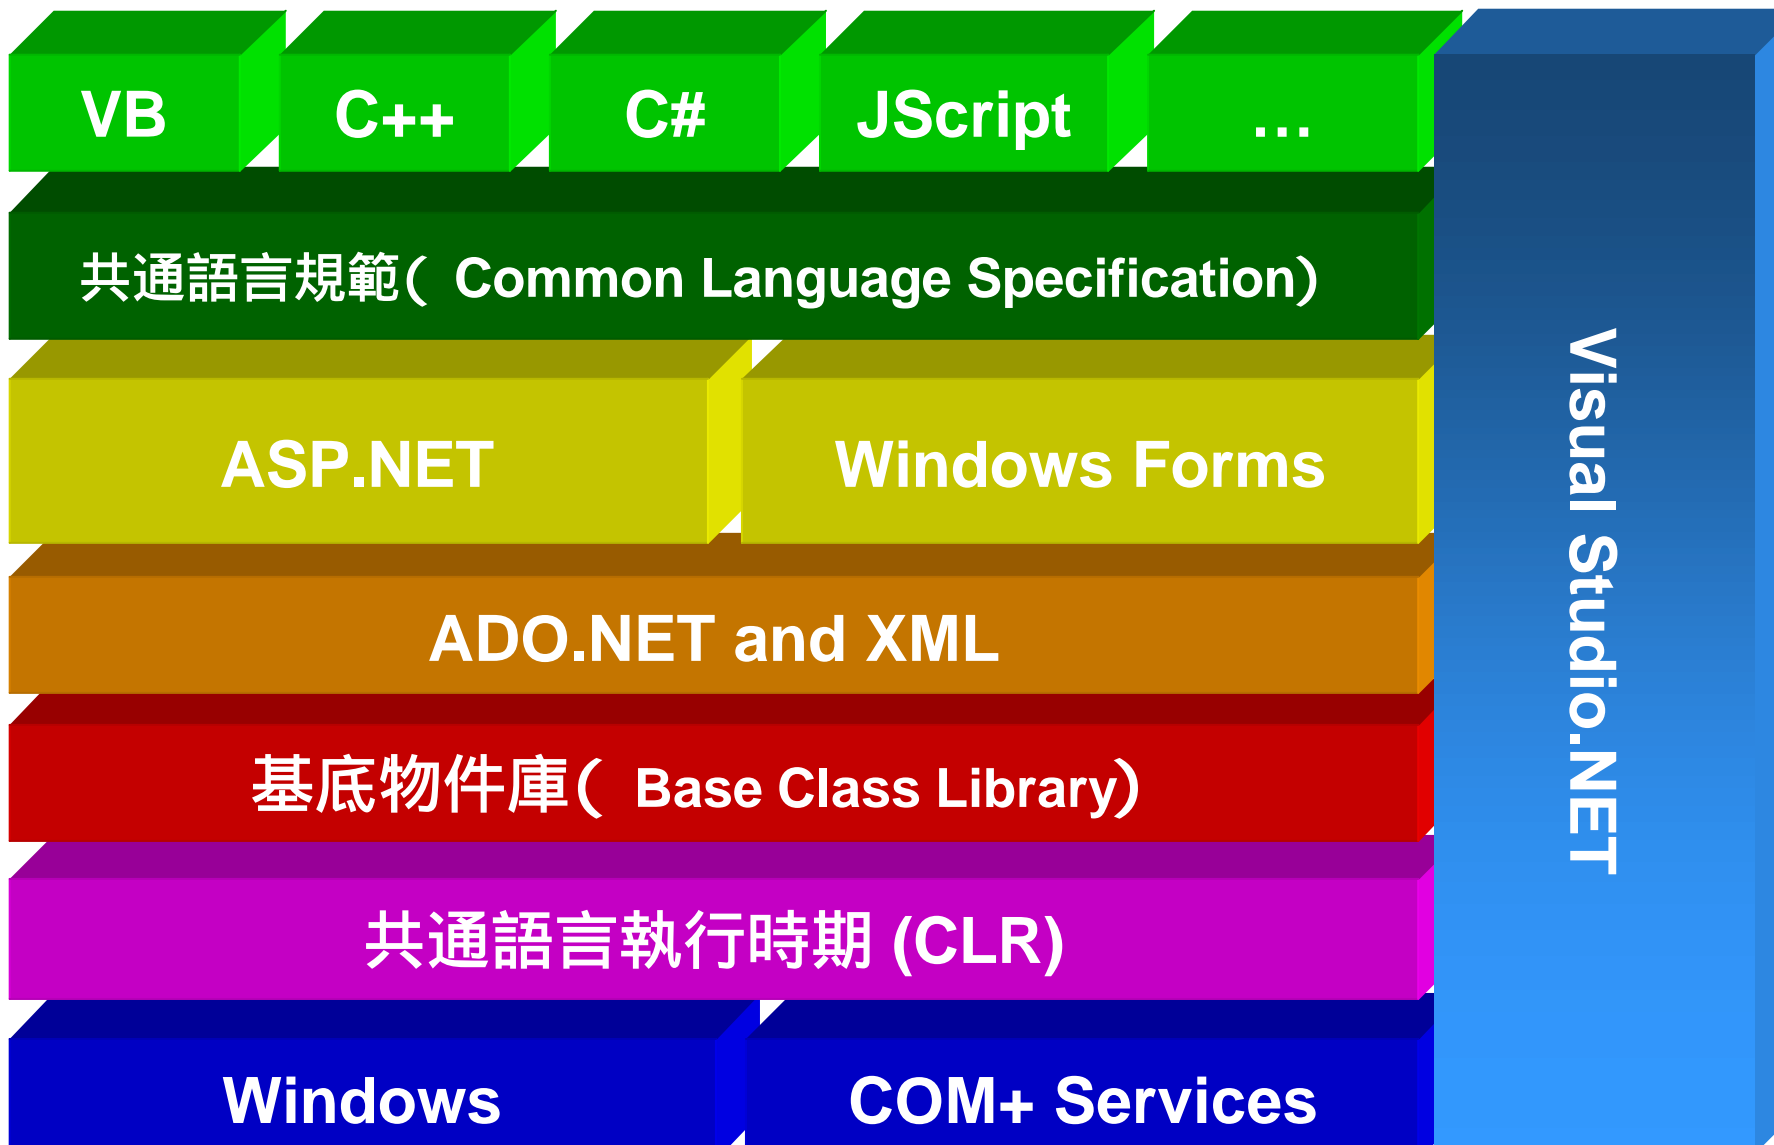 VB
C++
C#
JScript
...
共通語言規範( Common Language Specification)
ASP.NET
Windows Forms
ADO.NET and XML
基底物件庫( Base Class Library)
共通語言執行時期 (CLR)
Windows
COM+ Services
Visual Studio.NET